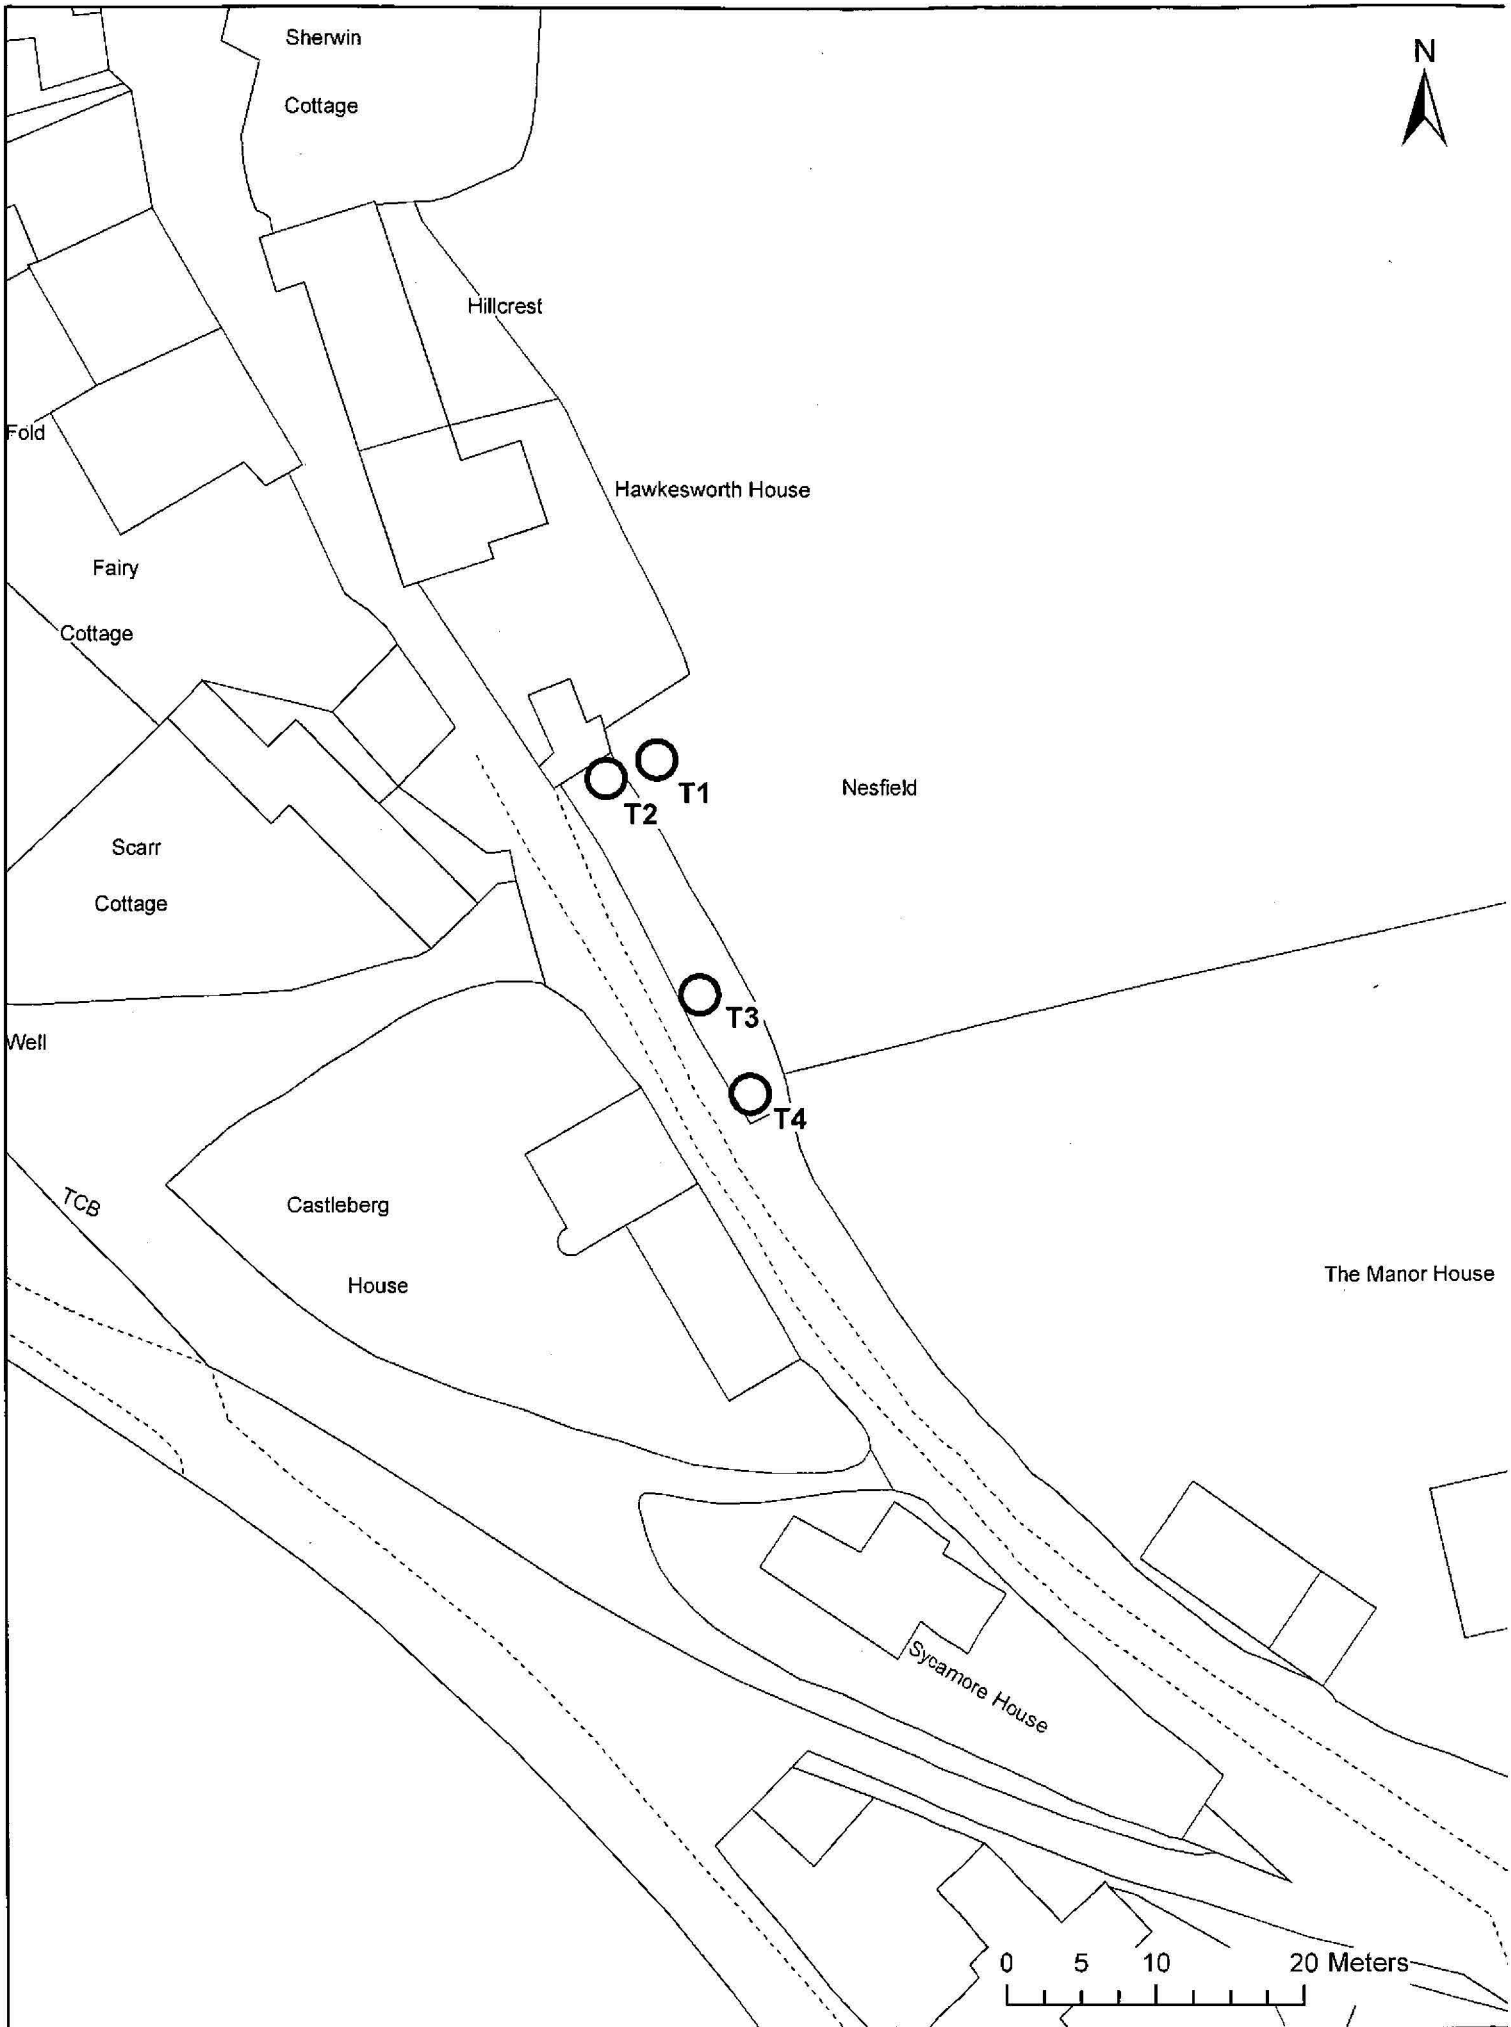 Sherwin
Cottage
N
Hillcrest
Fold
Hawkesworth House
Fairy
Cottage
T1
T2
Nesfield
Scarr
Cottage
T3
Well
T4
TCB
Castleberg
House
The Manor House
Sycamore House
0 5 10 20 Meters